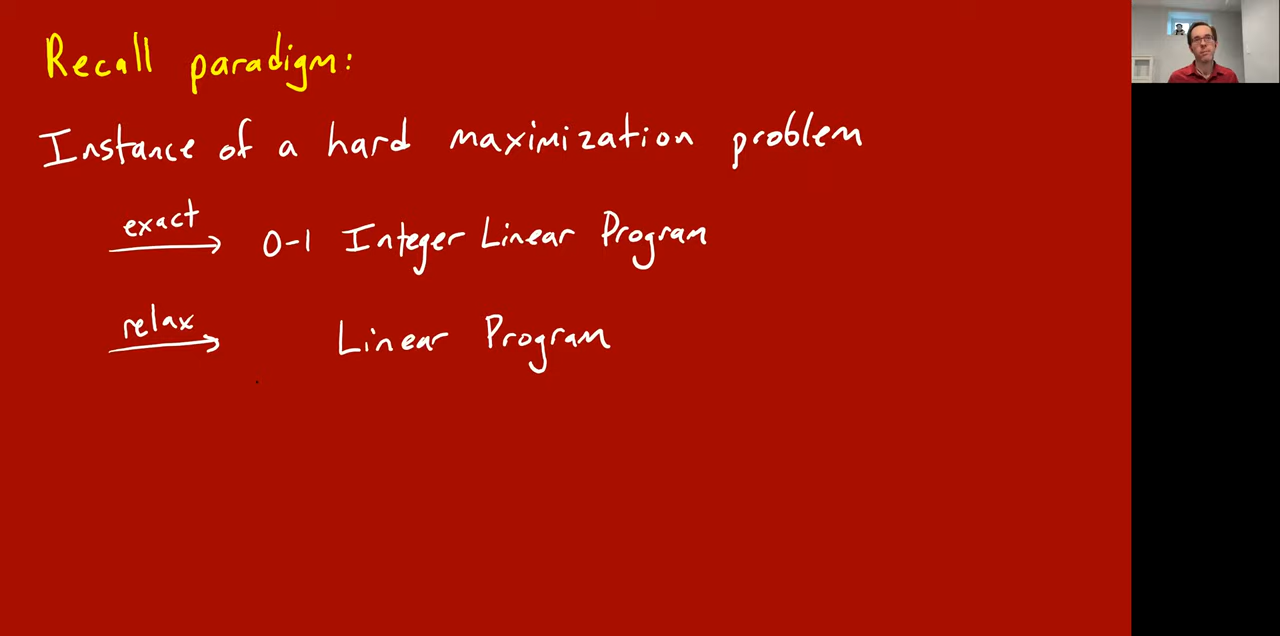 Recall paradigm:
Instance of a hard maximization problem
exact
0-1 Integer Linear Program
relax
Linear Program